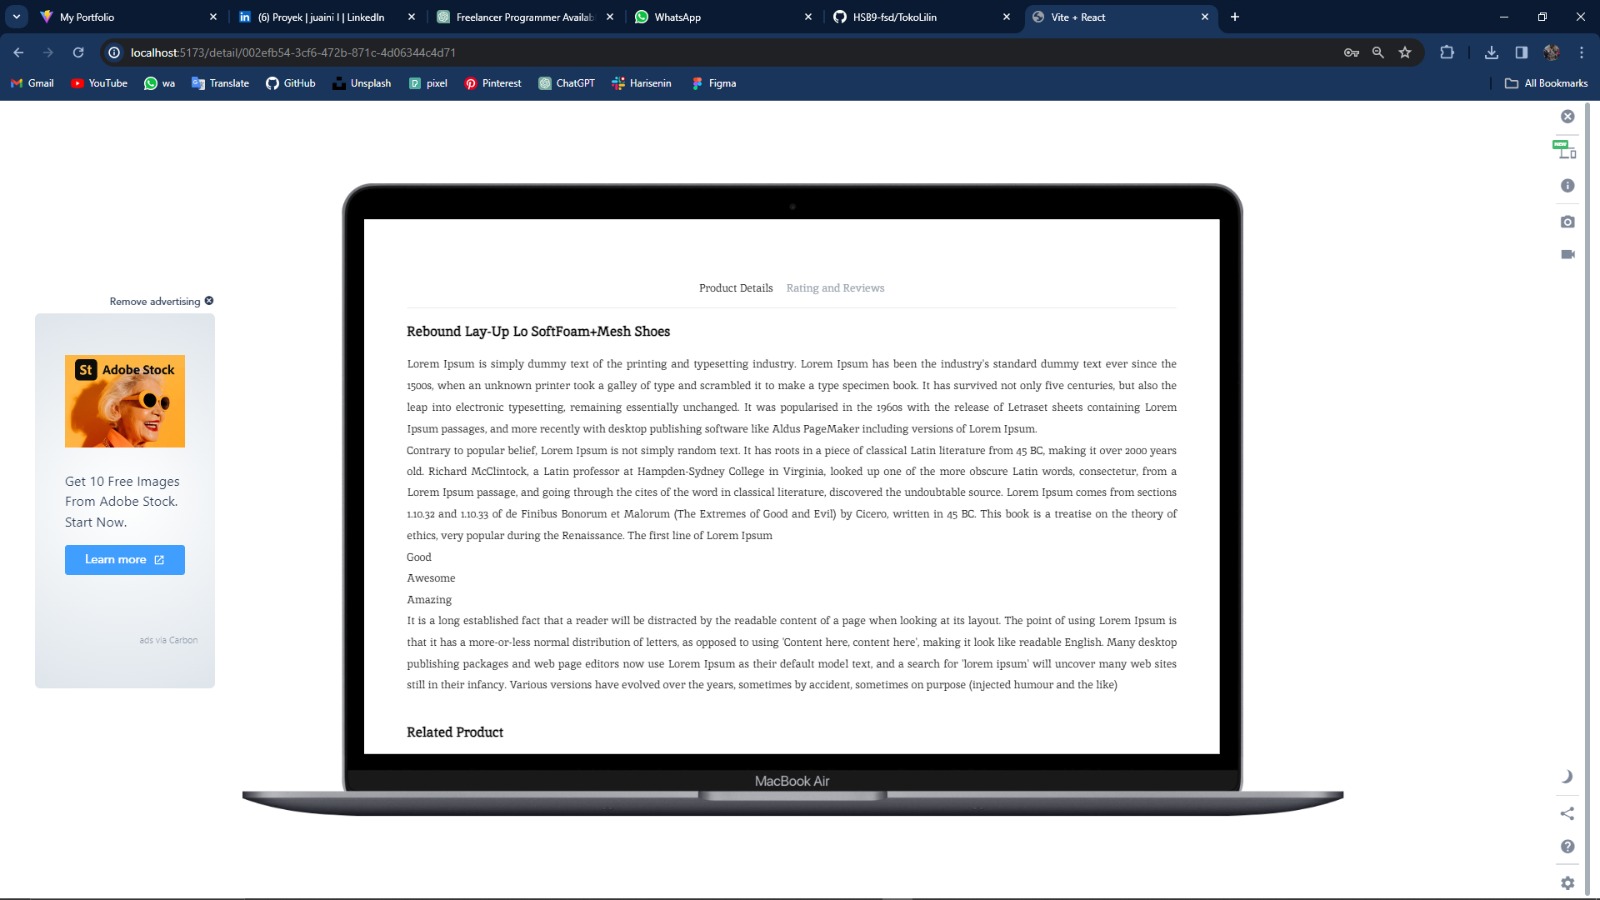 My Portfolio
(6) Proyek | juaini I | LinkedIn
Freelancer Programmer Availab
WhatsApp
HSB9-fsd/TokoLilin
Vite + React
localhost:5173/detail/002efb54-3cf6-472b-871c-4d06344c4d71
Gmail
YouTube
wa
Translate
GitHub
Unsplash
pixel
Pinterest
ChatGPT
Harisenin
Figma
All Bookmarks
NEW
Product Details
Rating and Reviews
Rebound Lay-Up Lo SoftFoam+Mesh Shoes
Lorem Ipsum is simply dummy text of the printing and typesetting industry. Lorem Ipsum has been the industry's standard dummy text ever since the
1500s, when an unknown printer took a galley of type and scrambled it to make a type specimen book. It has survived not only five centuries, but also the
leap into electronic typesetting, remaining essentially unchanged. It was popularised in the 1960s with the release of Letraset sheets containing Lorem
Ipsum passages, and more recently with desktop publishing software like Aldus PageMaker including versions of Lorem Ipsum.
Contrary to popular belief, Lorem Ipsum is not simply random text. It has roots in a piece of classical Latin literature from 45 BC, making it over 2000 years
old. Richard McClintock, a Latin professor at Hampden-Sydney College in Virginia, looked up one of the more obscure Latin words, consectetur, from a
Lorem Ipsum passage, and going through the cites of the word in classical literature, discovered the undoubtable source. Lorem Ipsum comes from sections
1.10.32 and 1.10.33 of de Finibus Bonorum et Malorum (The Extremes of Good and Evil) by Cicero, written in 45 BC. This book is a treatise on the theory of
ethics, very popular during the Renaissance. The first line of Lorem Ipsum
Good
Awesome
Amazing
It is a long established fact that a reader will be distracted by the readable content of a page when looking at its layout. The point of using Lorem Ipsum is
that it has a more-or-less normal distribution of letters, as opposed to using 'Content here, content here', making it look like readable English. Many desktop
publishing packages and web page editors now use Lorem Ipsum as their default model text, and a search for 'lorem ipsum' will uncover many web sites
still in their infancy. Various versions have evolved over the years, sometimes by accident, sometimes on purpose (injected humour and the like)
Related Product
MacBook Air
Remove advertising
St Adobe Stock
Get 10 Free Images
From Adobe Stock.
Start Now.
Learn more
ads via Carbon